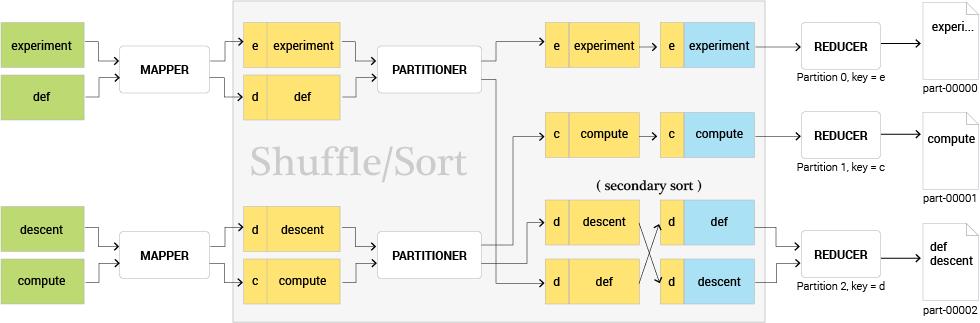 experiment
def
MAPPER
e experiment
d def
PARTITIONER
e experiment
e experiment
REDUCER
Partition 0, key = e
experi...
part-00000
Shuffle/Sort
c compute
c compute
REDUCER
Partition 1, key = c
compute
part-00001
descent
compute
MAPPER
d descent
c compute
PARTITIONER
( secondary sort )
d descent
d def
d def
d descent
REDUCER
Partition 2, key = d
def
descent
part-00002